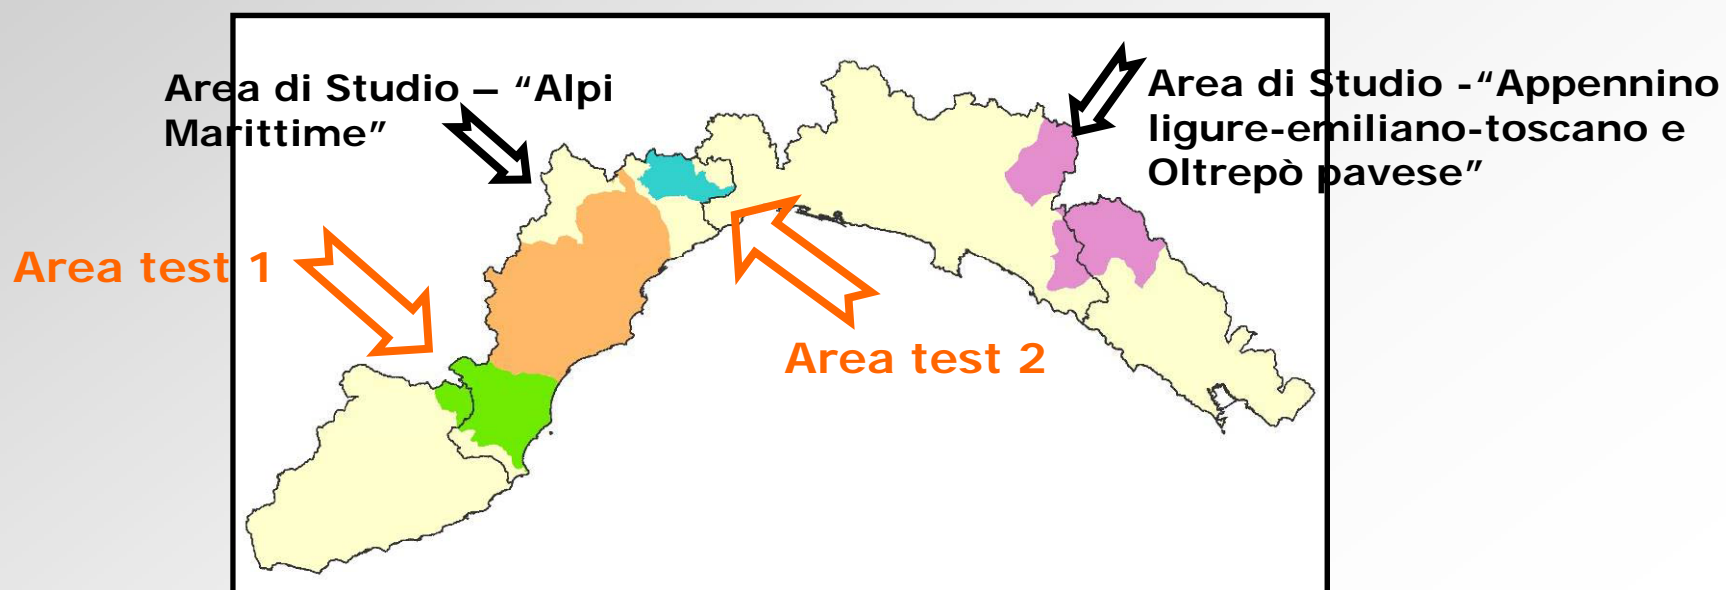 Area di Studio – “Alpi
Marittime”
Area di Studio -“Appennino
ligure-emiliano-toscano e
Oltrepò pavese”
Area test 1
Area test 2